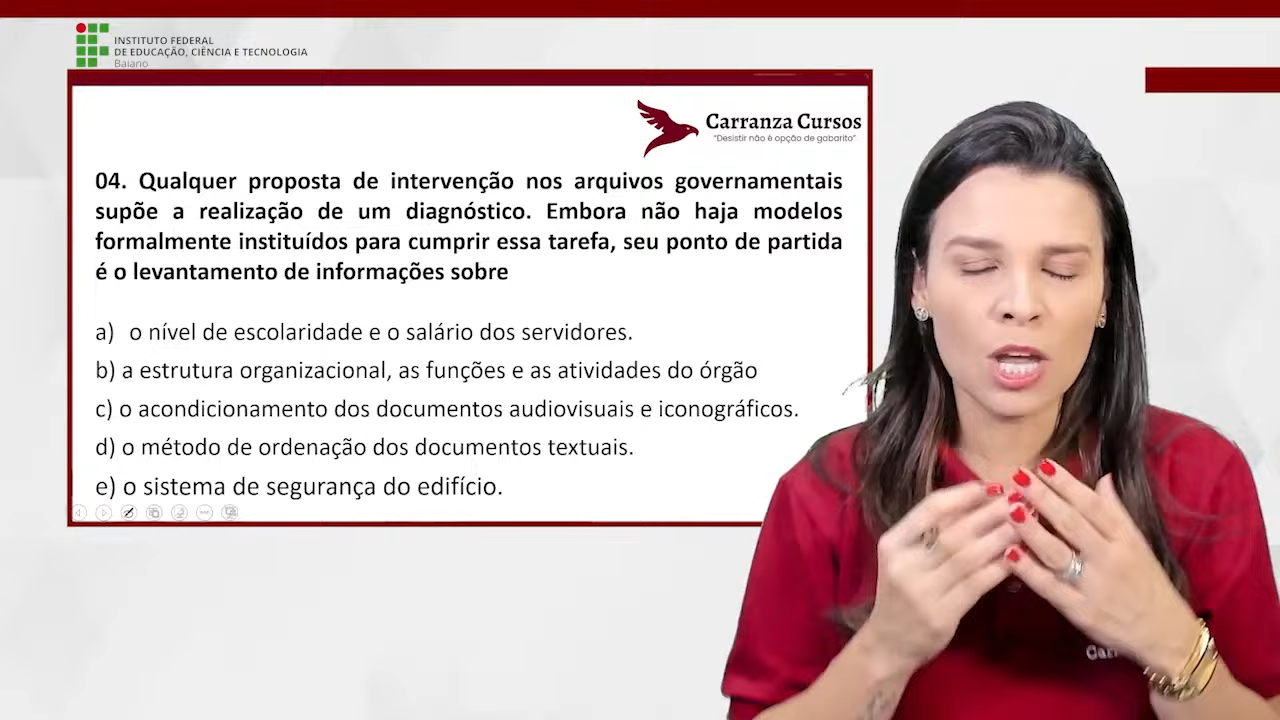 INSTITUTO FEDERAL
DE EDUCAÇÃO, CIÊNCIA E TECNOLOGIA
Baiano
Carranza Cursos
"Desistir não é opção de gabarito"
04. Qualquer proposta de intervenção nos arquivos governamentais
supõe a realização de um diagnóstico. Embora não haja modelos
formalmente instituídos para cumprir essa tarefa, seu ponto de partida
é o levantamento de informações sobre
a) o nível de escolaridade e o salário dos servidores.
b) a estrutura organizacional, as funções e as atividades do órgão
c) o acondicionamento dos documentos audiovisuais e iconográficos.
d) o método de ordenação dos documentos textuais.
e) o sistema de segurança do edifício.